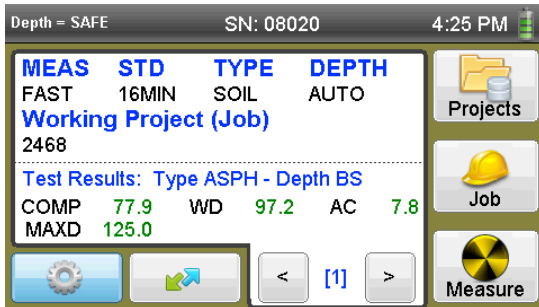 Depth = SAFE SN: 08020 4:25 PM
MEAS STD TYPE DEPTH
FAST 16MIN SOIL AUTO
Working Project (Job)
2468
Test Results: Type ASPH - Depth BS
COMP 77.9 WD 97.2 AC 7.8
MAXD 125.0
< [1] >
Projects
Job
Measure